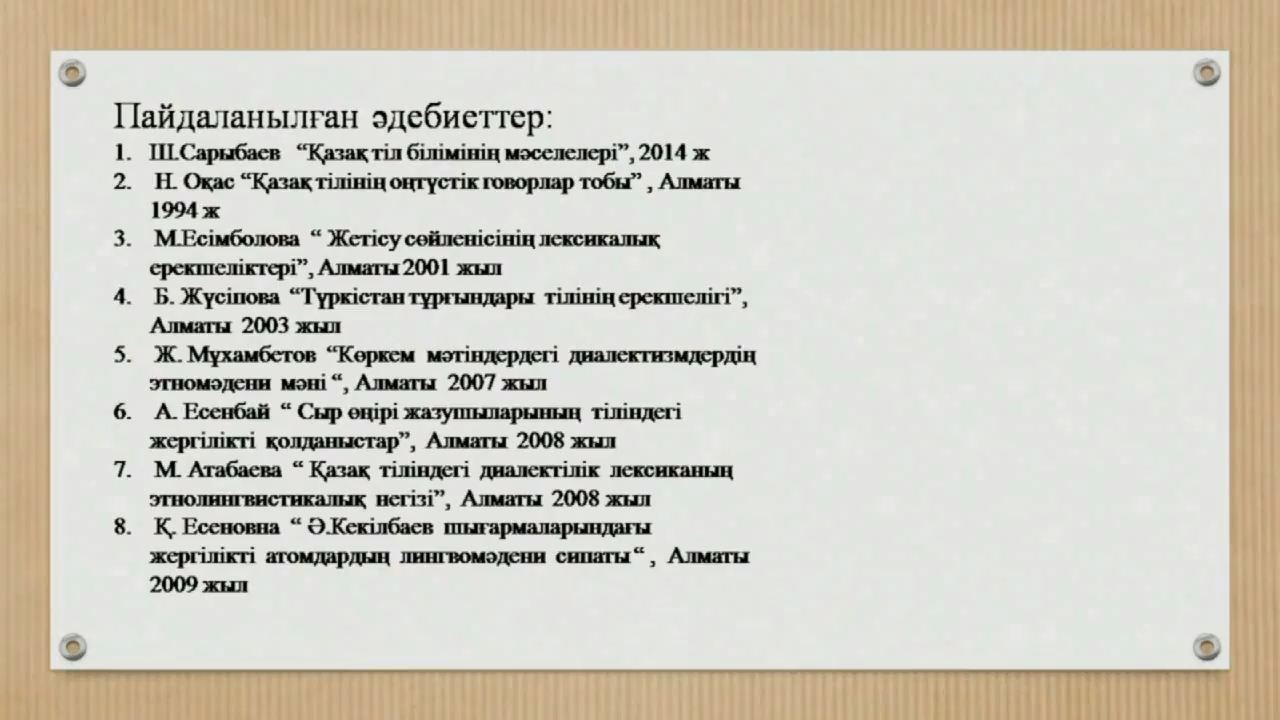 Пайдаланылған әдебиеттер:
1. Ш.Сарыбаев “Қазақ тіл білімінің мәселелері”, 2014 ж
2. Н. Оқас “Қазақ тілінің оңтүстік говорлар тобы” , Алматы
1994 ж
3. М.Есімболова “ Жетісу сөйленісінің лексикалық
ерекшеліктері”, Алматы 2001 жыл
4. Б. Жүсіпова “Түркістан тұрғындары тілінің ерекшелігі”,
Алматы 2003 жыл
5. Ж. Мұхамбетов “Көркем мәтіндердегі диалектизмдердің
этномәдени мәні “, Алматы 2007 жыл
6. А. Есенбай “ Сыр өңірі жазушыларының тіліндегі
жергілікті қолданыстар”, Алматы 2008 жыл
7. М. Атабаева “ Қазақ тіліндегі диалектілік лексиканың
этнолингвистикалық негізі”, Алматы 2008 жыл
8. Қ. Есеновна “ Ә.Кекілбаев шығармаларындағы
жергілікті атомдардың лингвомәдени сипаты“ , Алматы
2009 жыл